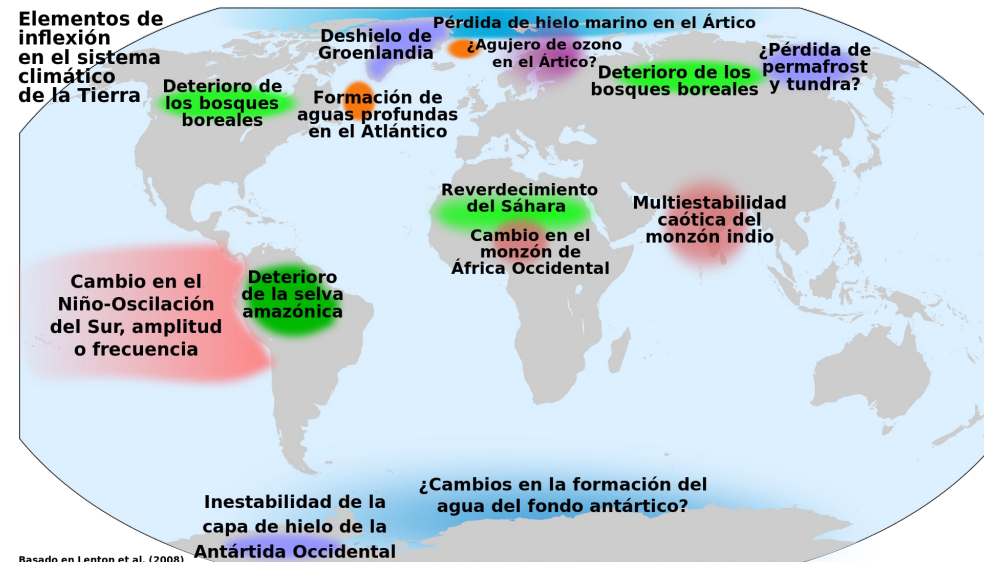 Elementos de
inflexión
en el sistema
climático
de la Tierra
Pérdida de hielo marino en el Ártico
Deshielo de
Groenlandia
¿Agujero de ozono
en el Ártico?
¿Pérdida de
permafrost
y tundra?
Deterioro de los
bosques boreales
Deterioro de
los bosques
boreales
Formación de
aguas profundas
en el Atlántico
Reverdecimiento
del Sáhara
Cambio en el
monzón de
África Occidental
Multiestabilidad
caótica del
monzón indio
Cambio en el
Niño-Oscilación
del Sur, amplitud
o frecuencia
Deterioro
de la selva
amazónica
¿Cambios en la formación del
agua del fondo antártico?
Inestabilidad de la
capa de hielo de la
Antártida Occidental
Basado en Lenton et al. (2008)